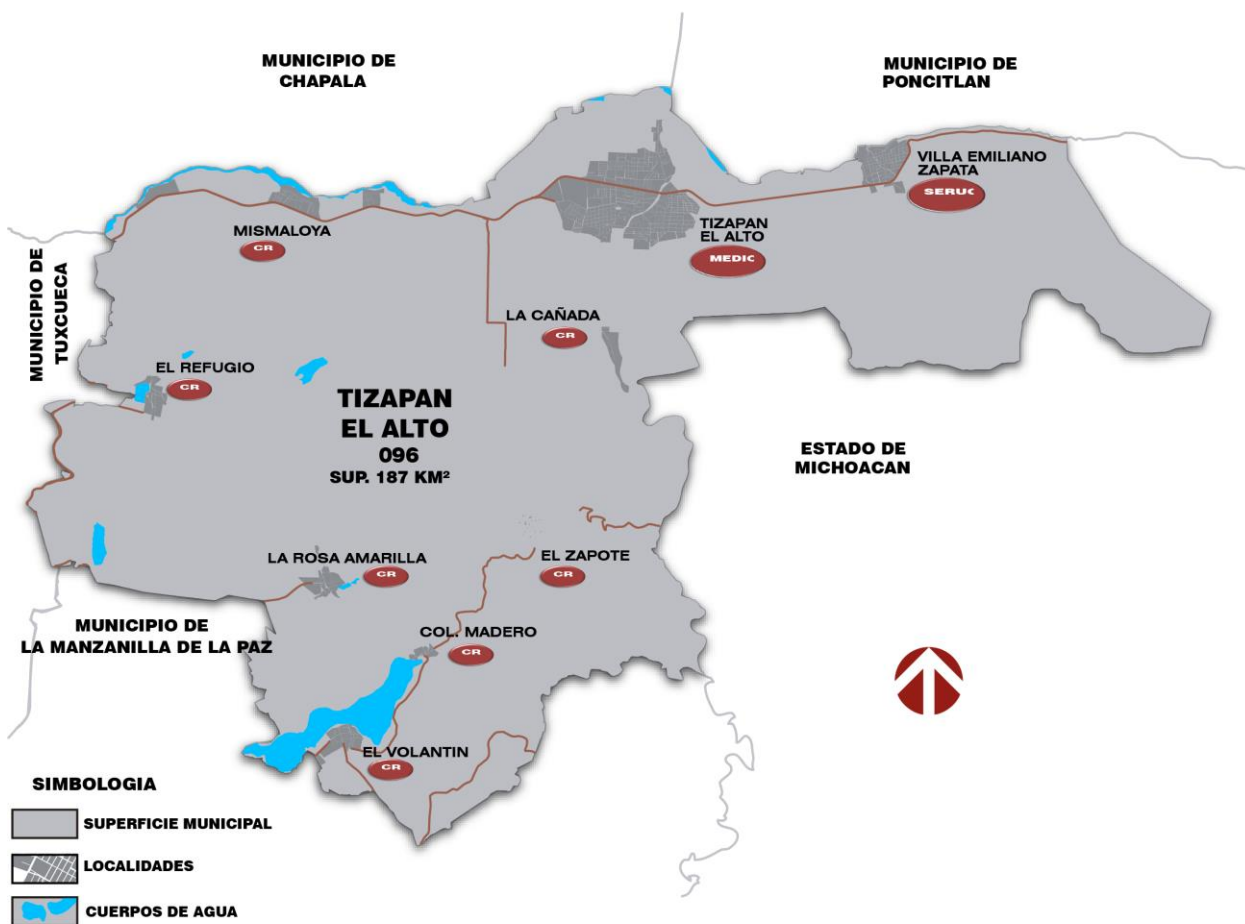 MUNICIPIO DE
CHAPALA
MUNICIPIO DE
PONCITLAN
VILLA EMILIANO
ZAPATA
SERUC
MISMALOYA
CR
TIZAPAN
EL ALTO
MEDIC
MUNICIPIO DE
TUXCUECA
LA CAÑADA
CR
EL REFUGIO
CR
TIZAPAN
EL ALTO
096
SUP. 187 KM²
ESTADO DE
MICHOACAN
LA ROSA AMARILLA
CR
EL ZAPOTE
CR
MUNICIPIO DE
LA MANZANILLA DE LA PAZ
COL. MADERO
CR
EL VOLANTIN
CR
SIMBOLOGIA
SUPERFICIE MUNICIPAL
LOCALIDADES
CUERPOS DE AGUA